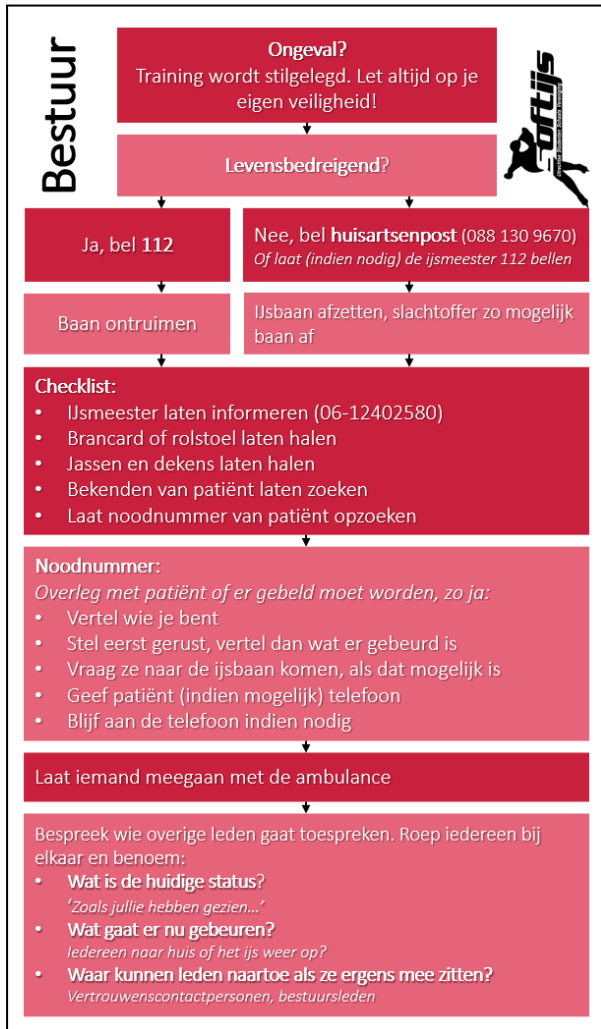 Bestuur
Ongeval?
Training wordt stilgelegd. Let altijd op je
eigen veiligheid!
Softijs
Levensbedreigend?
Ja, bel 112
Nee, bel huisartsenpost (088 130 9670)
Of laat (indien nodig) de ijsmeester 112 bellen
Baan ontruimen
IJsbaan afzetten, slachtoffer zo mogelijk
baan af
Checklist:
• IJsmeester laten informeren (06-12402580)
• Brancard of rolstoel laten halen
• Jassen en dekens laten halen
• Bekenden van patiënt laten zoeken
• Laat noodnummer van patiënt opzoeken
Noodnummer:
Overleg met patiënt of er gebeld moet worden, zo ja:
• Vertel wie je bent
• Stel eerst gerust, vertel dan wat er gebeurd is
• Vraag ze naar de ijsbaan komen, als dat mogelijk is
• Geef patiënt (indien mogelijk) telefoon
• Blijf aan de telefoon indien nodig
Laat iemand meegaan met de ambulance
Bespreek wie overige leden gaat toespreken. Roep iedereen bij
elkaar en benoem:
• Wat is de huidige status?
'Zoals jullie hebben gezien...'
• Wat gaat er nu gebeuren?
Iedereen naar huis of het ijs weer op?
• Waar kunnen leden naartoe als ze ergens mee zitten?
Vertrouwenscontactpersonen, bestuursleden